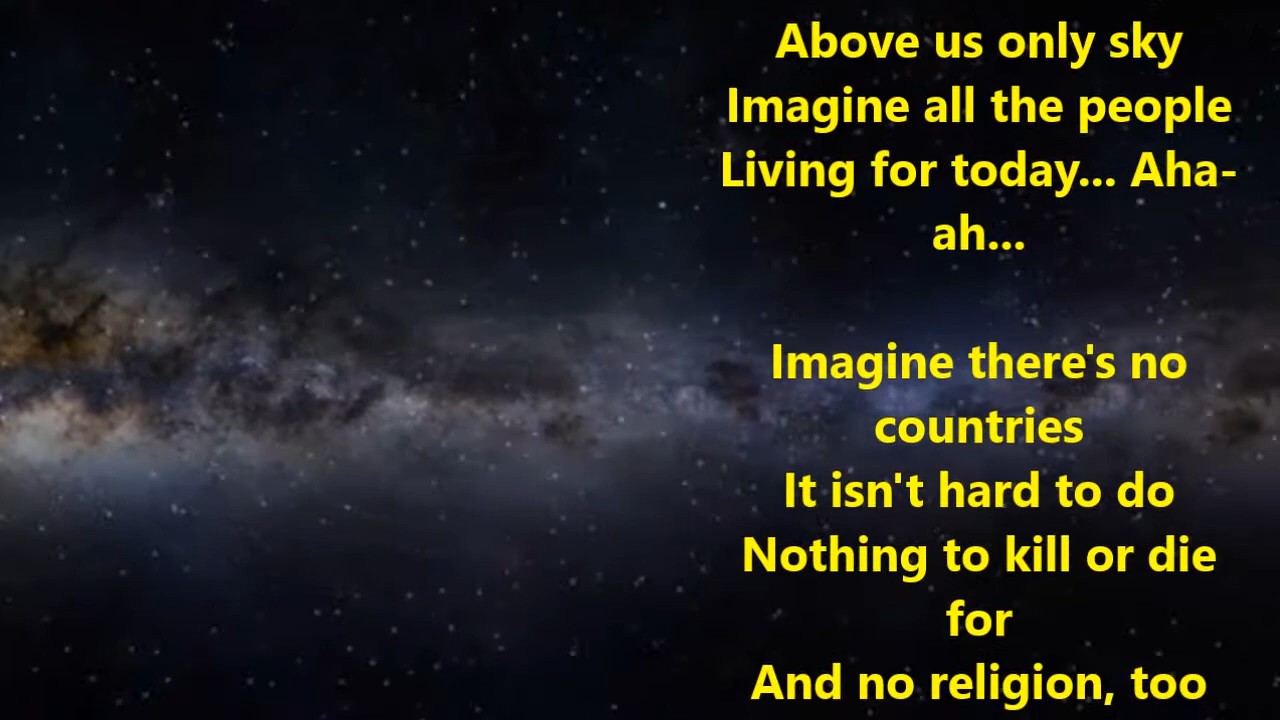 Above us only sky
Imagine all the people
Living for today... Aha-
ah...
Imagine there's no
countries
It isn't hard to do
Nothing to kill or die
for
And no religion, too